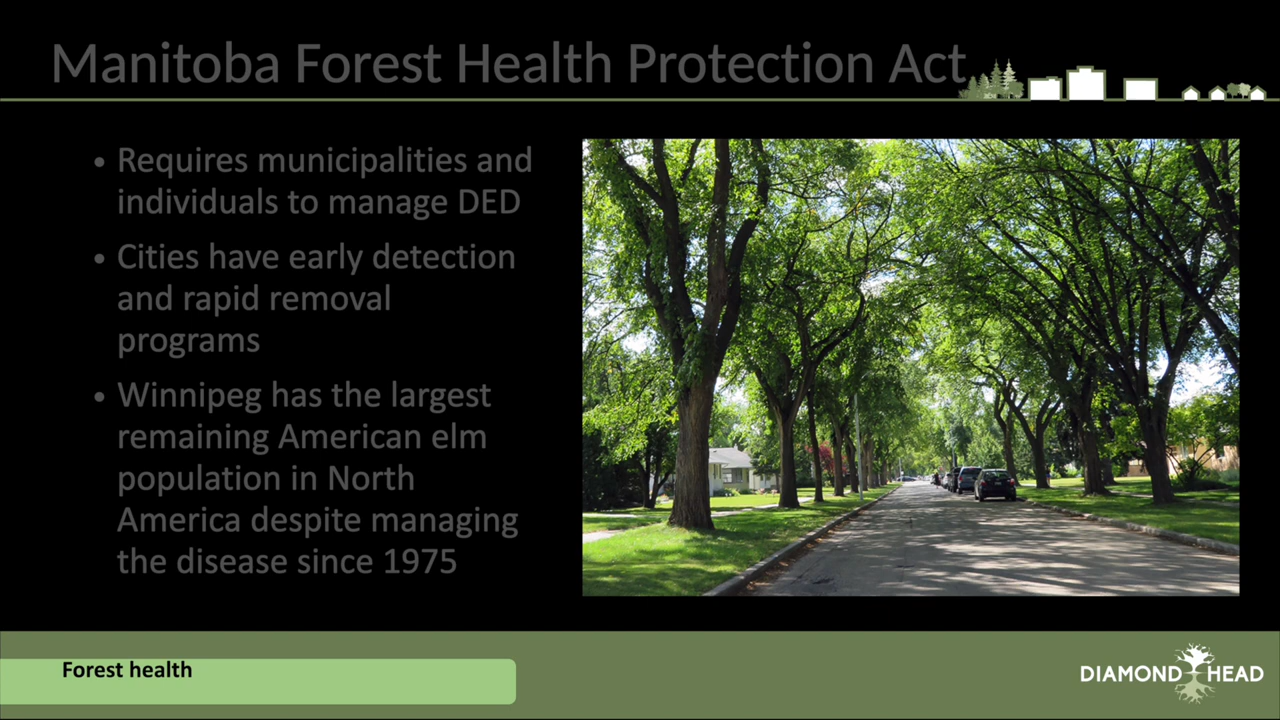 Manitoba Forest Health Protection Act
• Requires municipalities and
individuals to manage DED
• Cities have early detection
and rapid removal
programs
• Winnipeg has the largest
remaining American elm
population in North
America despite managing
the disease since 1975
Forest health
DIAMOND HEAD